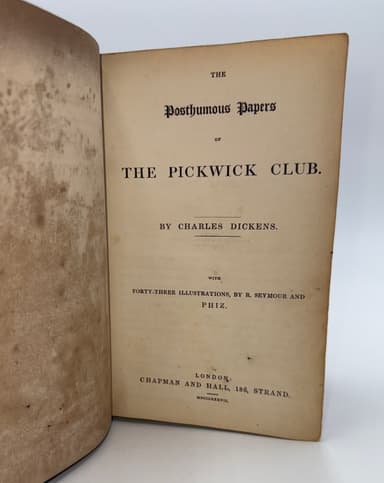 THE
Posthumous Papers
OF
THE PICKWICK CLUB.
BY CHARLES DICKENS.
WITH
FORTY-THREE ILLUSTRATIONS, BY R. SEYMOUR AND
PHIZ.
LONDON:
CHAPMAN AND HALL, 186, STRAND.
MDCCCXXXVII.